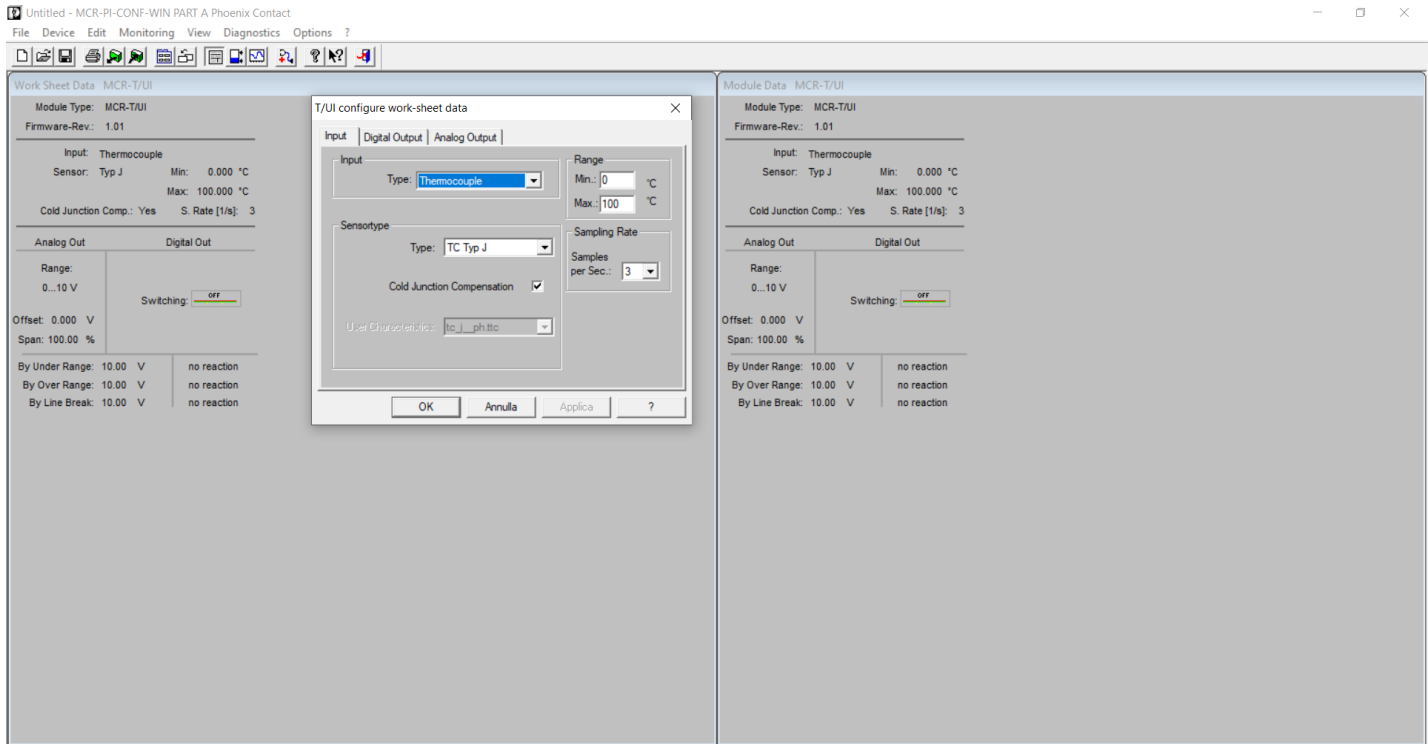 Untitled - MCR-PI-CONF-WIN PART A Phoenix Contact
File Device Edit Monitoring View Diagnostics Options ?
Work Sheet Data MCR-T/UI
Module Type: MCR-T/UI
Firmware-Rev.: 1.01
Input: Thermocouple
Sensor: Typ J Min: 0.000 °C
Max: 100.000 °C
Cold Junction Comp.: Yes S. Rate [1/s]: 3
Analog Out Digital Out
Range:
0...10 V
Switching: OFF
Offset: 0.000 V
Span: 100.00 %
By Under Range: 10.00 V no reaction
By Over Range: 10.00 V no reaction
By Line Break: 10.00 V no reaction
T/UI configure work-sheet data
Input Digital Output Analog Output
Input
Type: Thermocouple
Range
Min.: 0 °C
Max.: 100 °C
Sensortype
Type: TC Typ J
Cold Junction Compensation
User Characteristics: tc_j__ph.ttc
Sampling Rate
Samples
per Sec.: 3
OK Annulla Applica ?
Module Data MCR-T/UI
Module Type: MCR-T/UI
Firmware-Rev.: 1.01
Input: Thermocouple
Sensor: Typ J Min: 0.000 °C
Max: 100.000 °C
Cold Junction Comp.: Yes S. Rate [1/s]: 3
Analog Out Digital Out
Range:
0...10 V
Switching: OFF
Offset: 0.000 V
Span: 100.00 %
By Under Range: 10.00 V no reaction
By Over Range: 10.00 V no reaction
By Line Break: 10.00 V no reaction